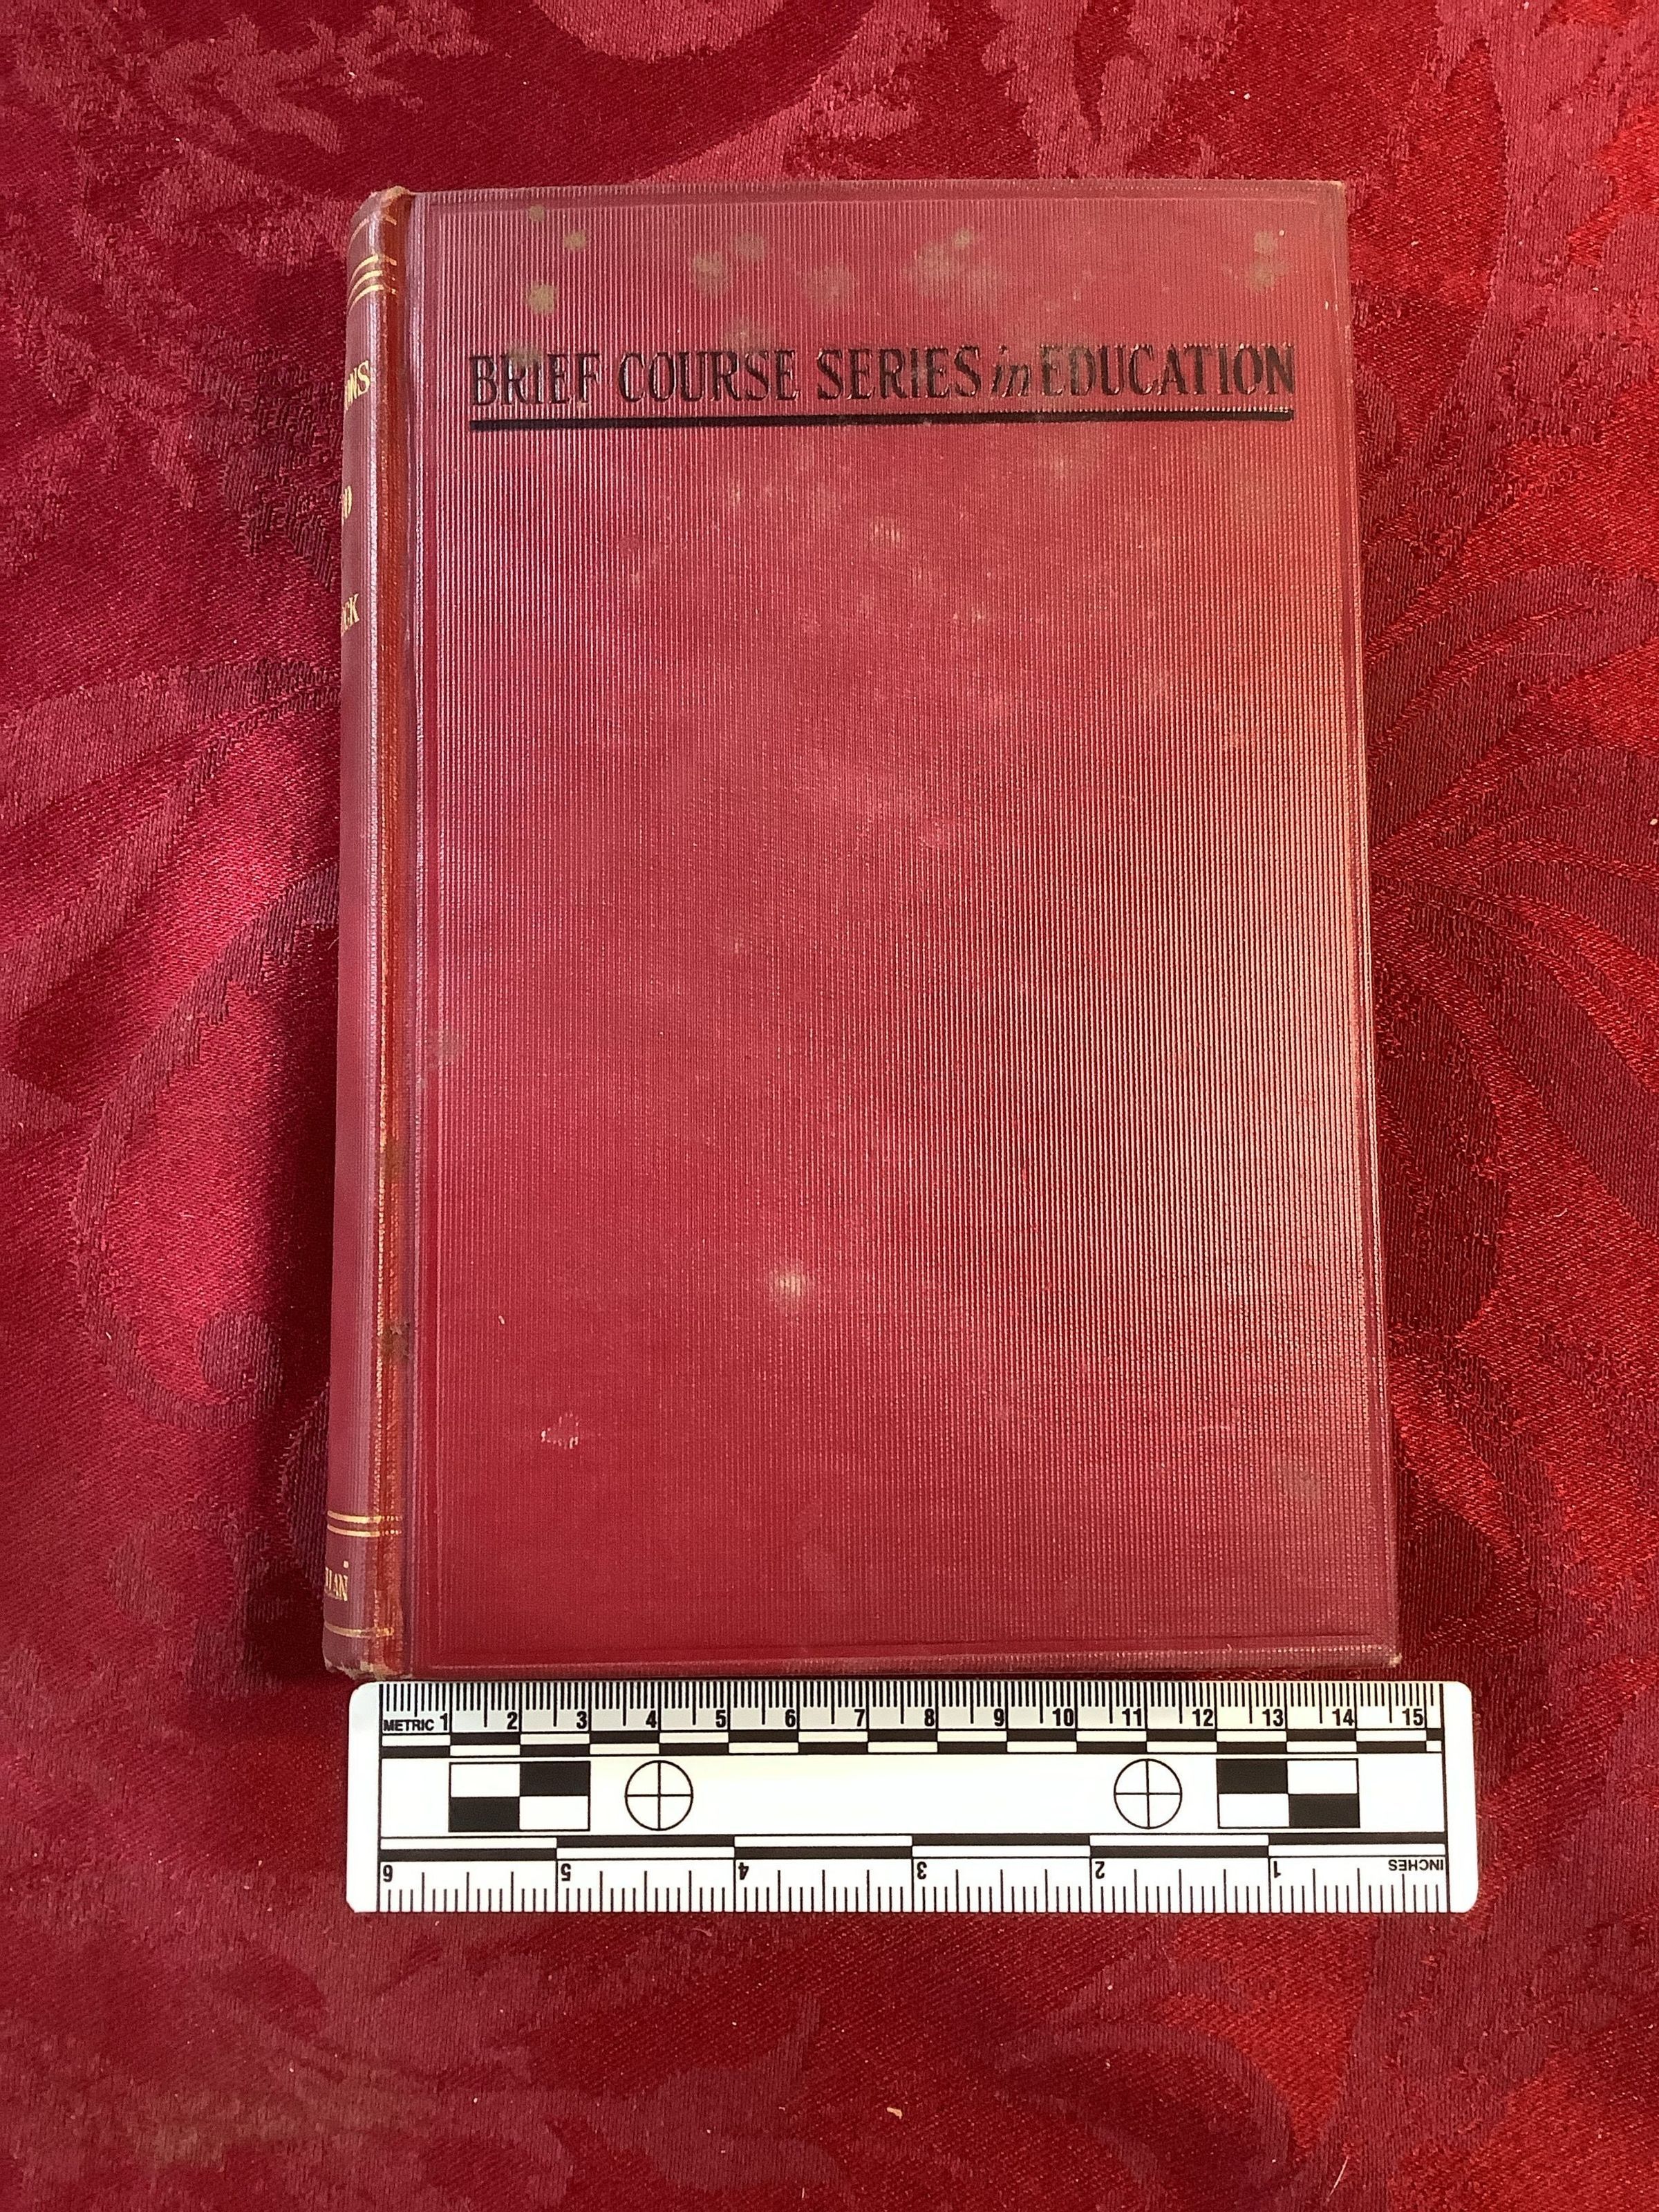 BRIEF COURSE SERIES in EDUCATION
METRIC 1 2 3 4 5 6 7 8 9 10 11 12 13 14 15
6 5 4 3 2 1 INCHES